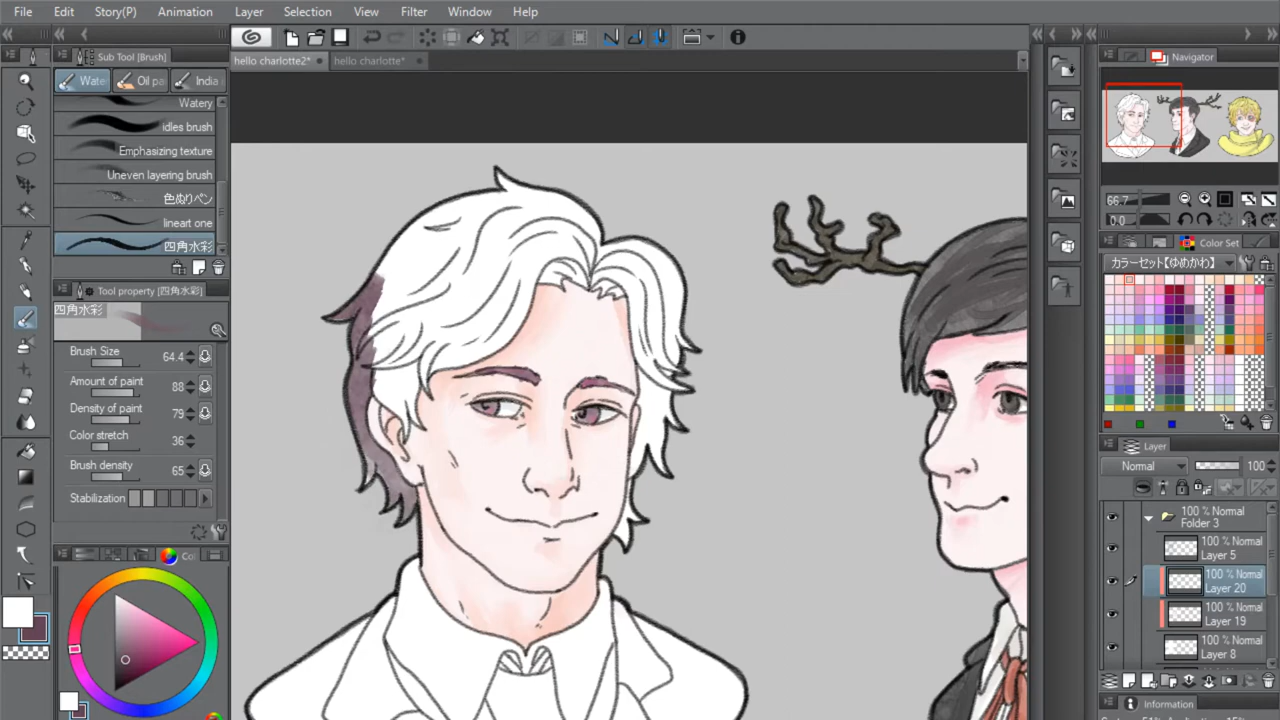 File Edit Story(P) Animation Layer Selection View Filter Window Help
Sub Tool [Brush]
Wate Oil pa India
Watery
idles brush
Emphasizing texture
Uneven layering brush
色ぬりペン
lineart one
四角水彩
Tool property [四角水彩]
四角水彩
Brush Size 64.4
Amount of paint 88
Density of paint 79
Color stretch 36
Brush density 65
Stabilization
Col
hello charlotte2* hello charlotte*
Navigator
66.7
0.0
Color Set
カラーセット【ゆめかわ】
Layer
Normal 100
100 % Normal
Folder 3
100 % Normal
Layer 5
100 % Normal
Layer 20
100 % Normal
Layer 19
100 % Normal
Layer 8
Information